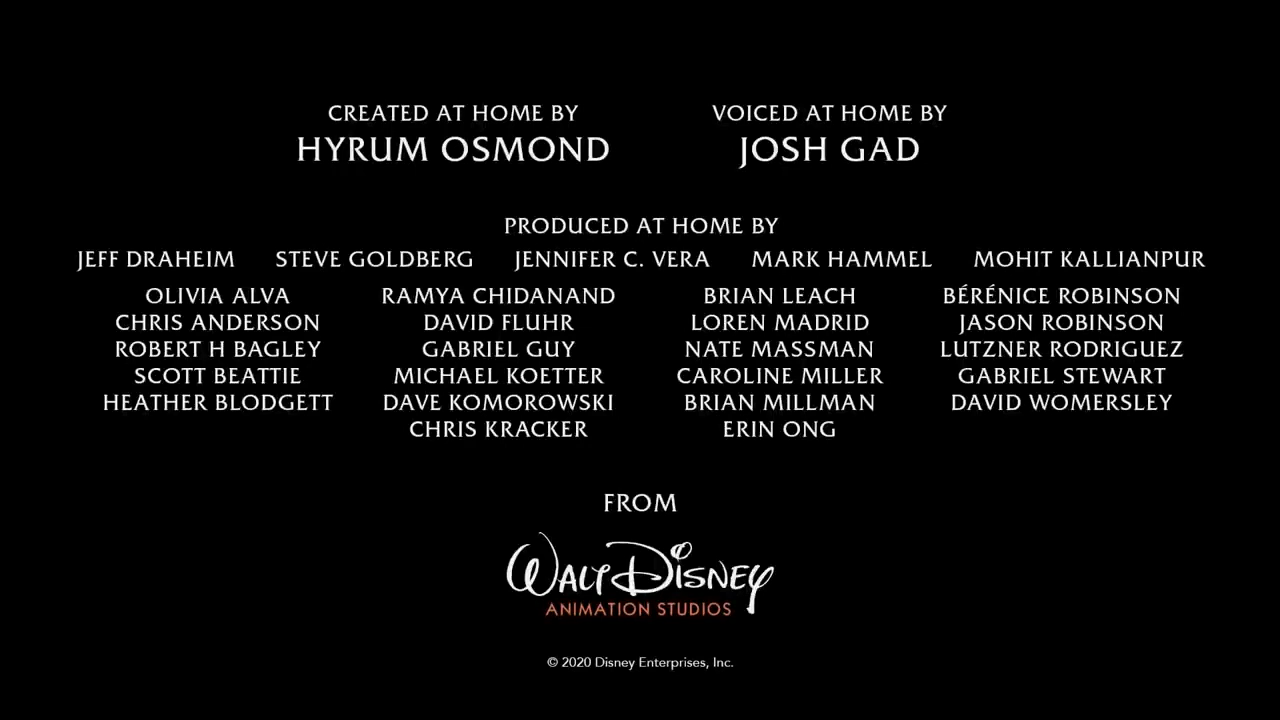 CREATED AT HOME BY VOICED AT HOME BY
HYRUM OSMOND JOSH GAD
PRODUCED AT HOME BY
JEFF DRAHEIM STEVE GOLDBERG JENNIFER C. VERA MARK HAMMEL MOHIT KALLIANPUR
OLIVIA ALVA RAMYA CHIDANAND BRIAN LEACH BÉRÉNICE ROBINSON
CHRIS ANDERSON DAVID FLUHR LOREN MADRID JASON ROBINSON
ROBERT H BAGLEY GABRIEL GUY NATE MASSMAN LUTZNER RODRIGUEZ
SCOTT BEATTIE MICHAEL KOETTER CAROLINE MILLER GABRIEL STEWART
HEATHER BLODGETT DAVE KOMOROWSKI BRIAN MILLMAN DAVID WOMERSLEY
CHRIS KRACKER ERIN ONG
FROM
WALT DISNEY
ANIMATION STUDIOS
© 2020 Disney Enterprises, Inc.